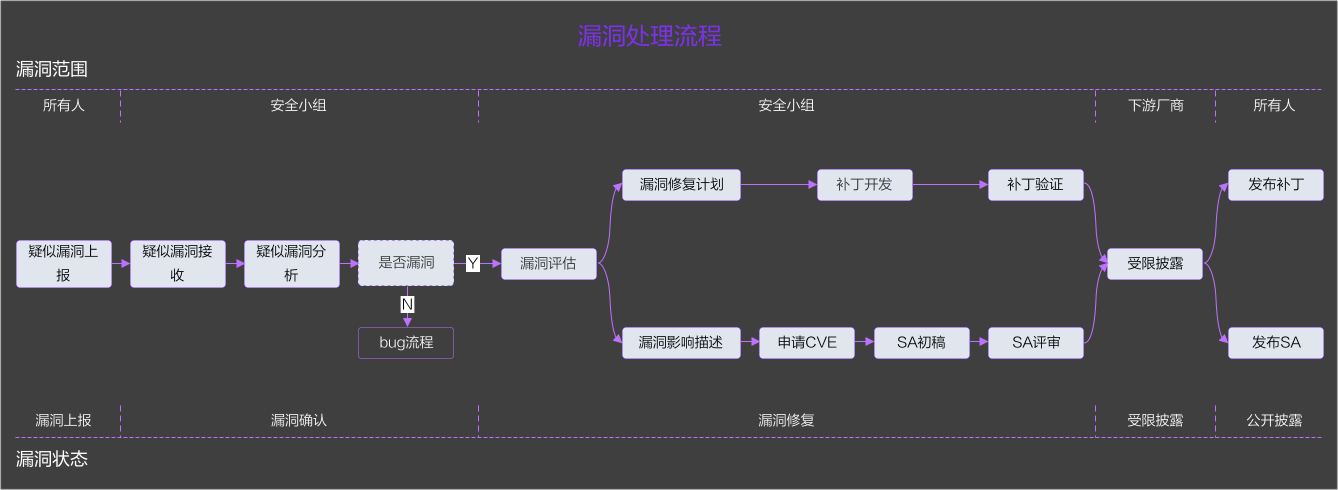 漏洞处理流程
漏洞范围
所有人
安全小组
安全小组
下游厂商
所有人
漏洞修复计划
补丁开发
补丁验证
发布补丁
疑似漏洞上
报
疑似漏洞接
收
疑似漏洞分
析
是否漏洞
Y
漏洞评估
受限披露
N
bug流程
漏洞影响描述
申请CVE
SA初稿
SA评审
发布SA
漏洞上报
漏洞确认
漏洞修复
受限披露
公开披露
漏洞状态